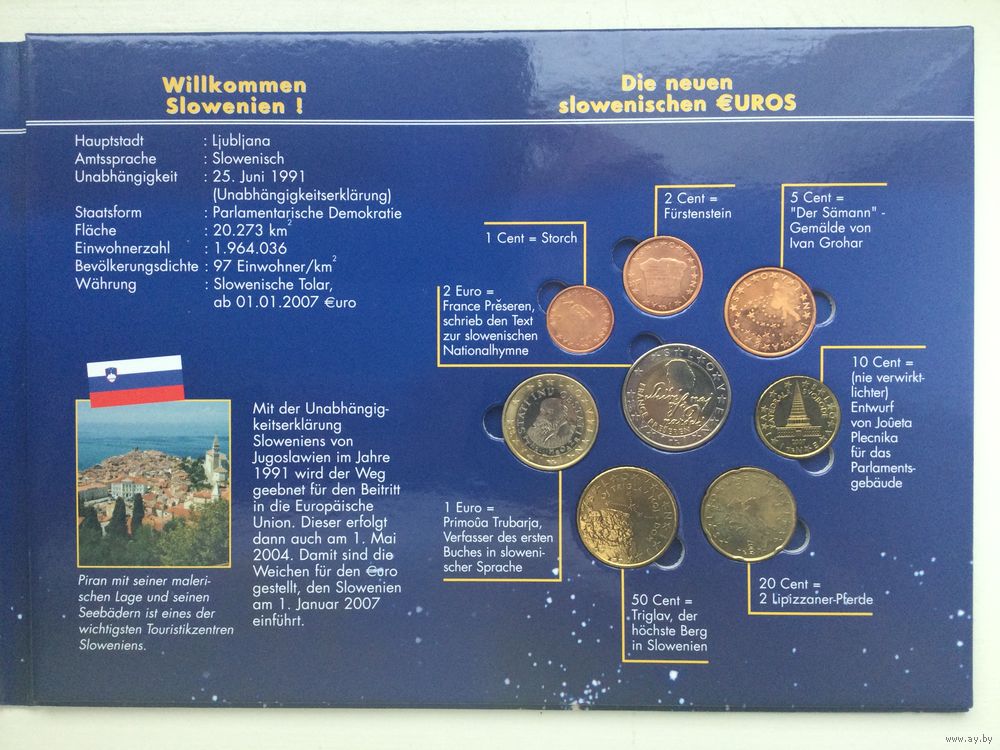 Willkommen
Slowenien !
Hauptstadt : Ljubljana
Amtssprache : Slowenisch
Unabhängigkeit : 25. Juni 1991
(Unabhängigkeitserklärung)
Staatsform : Parlamentarische Demokratie
Fläche : 20.273 km²
Einwohnerzahl : 1.964.036
Bevölkerungsdichte : 97 Einwohner/km²
Währung : Slowenische Tolar,
ab 01.01.2007 €uro
Mit der Unabhängig-
keitserklärung
Sloweniens von
Jugoslawien im Jahre
1991 wird der Weg
geebnet für den Beitritt
in die Europäische
Union. Dieser erfolgt
dann auch am 1. Mai
2004. Damit sind die
Weichen für den €uro
gestellt, den Slowenien
am 1. Januar 2007
einführt.
Piran mit seiner maleri-
schen Lage und seinen
Seebädern ist eines der
wichtigsten Touristikzentren
Sloweniens.
Die neuen
slowenischen €UROS
1 Cent = Storch
2 Cent =
Fürstenstein
5 Cent =
"Der Sämann" -
Gemälde von
Ivan Grohar
2 Euro =
France Prěseren,
schrieb den Text
zur slowenischen
Nationalhymne
10 Cent =
(nie verwirkt-
lichter)
Entwurf
von Joûeta
Plecnika
für das
Parlaments-
gebäude
1 Euro =
Primoûa Trubarja,
Verfasser des ersten
Buches in sloweni-
scher Sprache
50 Cent =
Triglav, der
höchste Berg
in Slowenien
20 Cent =
2 Lipizzaner-Pferde
www.ay.by